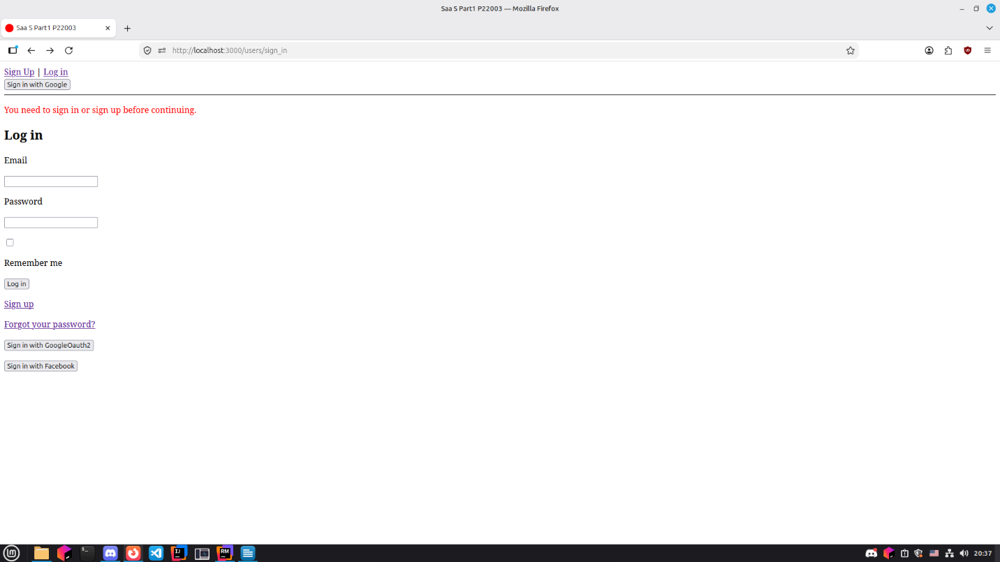 Saa S Part1 P22003 — Mozilla Firefox
Saa S Part1 P22003
http://localhost:3000/users/sign_in
Sign Up | Log in
Sign in with Google
You need to sign in or sign up before continuing.
Log in
Email
Password
Remember me
Log in
Sign up
Forgot your password?
Sign in with GoogleOauth2
Sign in with Facebook
IJ
RM
20:37